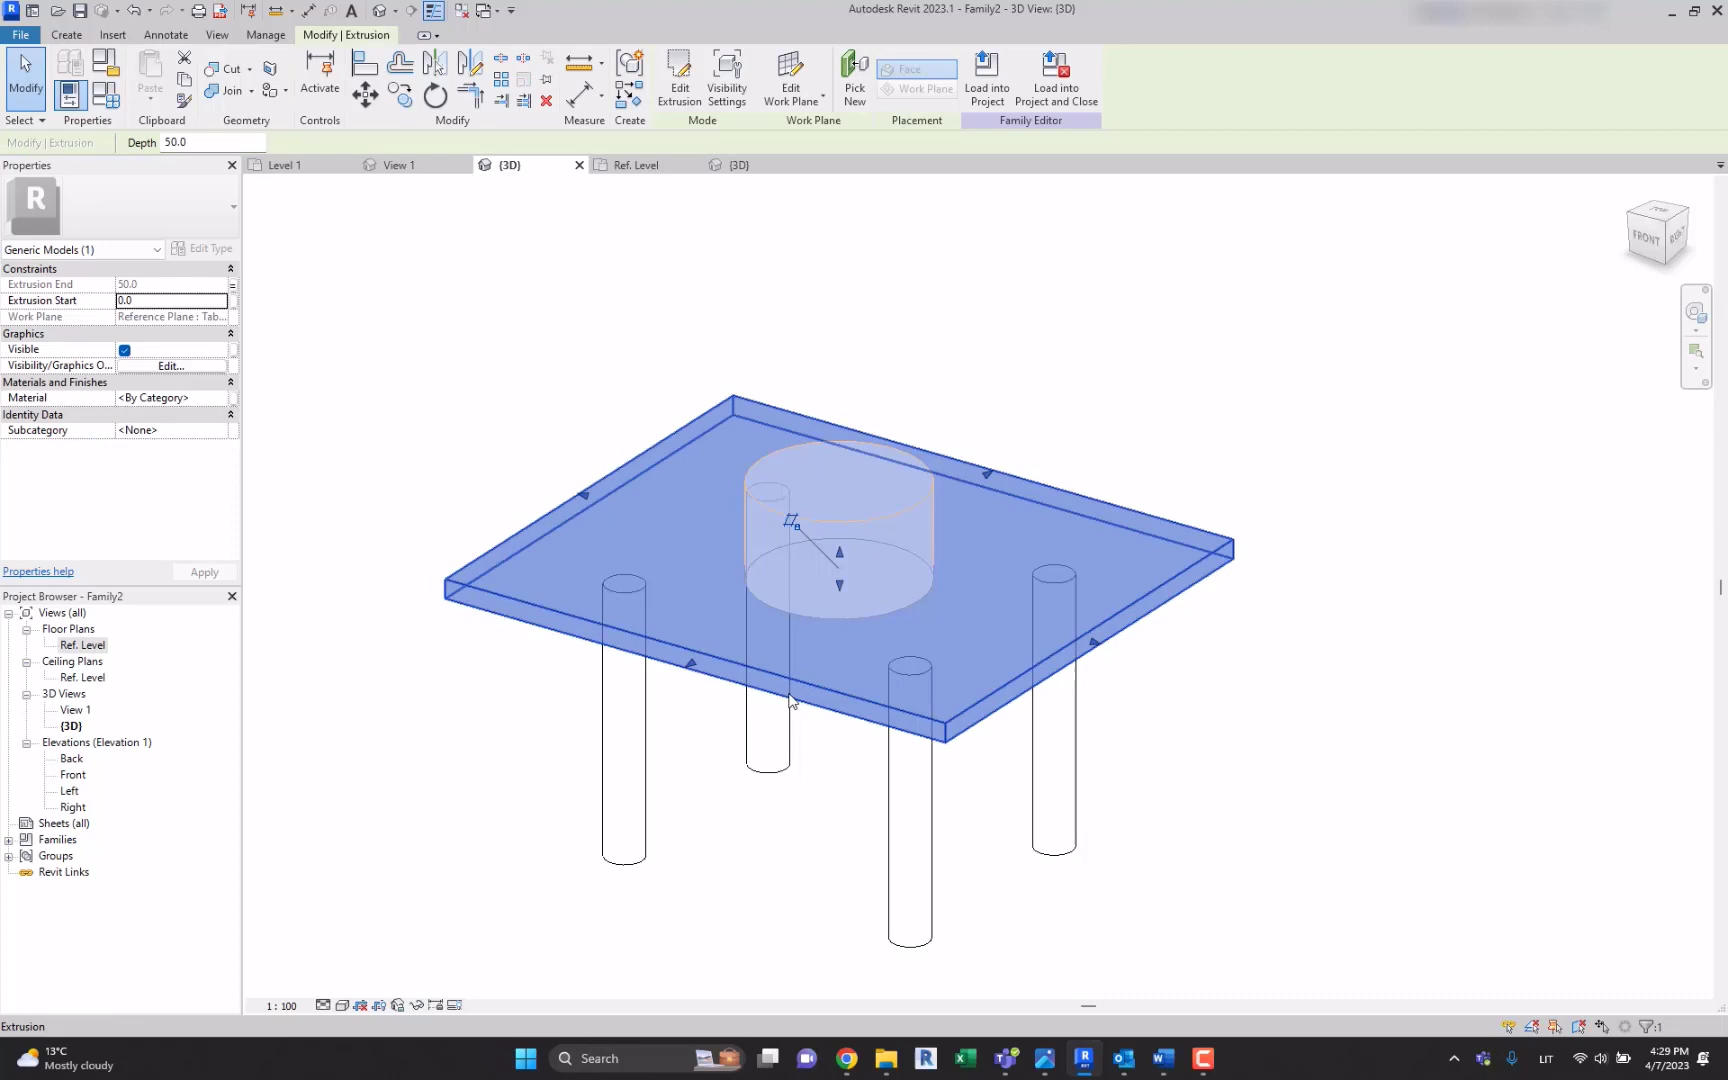 Autodesk Revit 2023.1 - Family2 - 3D View: {3D}
File Create Insert Annotate View Manage Modify | Extrusion
Modify Paste Cut Join Activate Edit Extrusion Visibility Settings Edit Work Plane Pick New Face Work Plane Load into Project Load into Project and Close
Select Properties Clipboard Geometry Controls Modify Measure Create Mode Work Plane Placement Family Editor
Modify | Extrusion Depth 50.0
Properties
Level 1 View 1 {3D} Ref. Level {3D}
R
Generic Models (1) Edit Type
Constraints
Extrusion End 50.0
Extrusion Start 0.0
Work Plane Reference Plane : Tab...
Graphics
Visible
Visibility/Graphics O... Edit...
Materials and Finishes
Material <By Category>
Identity Data
Subcategory <None>
Properties help Apply
Project Browser - Family2
Views (all)
Floor Plans
Ref. Level
Ceiling Plans
Ref. Level
3D Views
View 1
{3D}
Elevations (Elevation 1)
Back
Front
Left
Right
Sheets (all)
Families
Groups
Revit Links
FRONT
1 : 100
Extrusion
:1
13°C
Mostly cloudy
Search
LIT
4:29 PM
4/7/2023